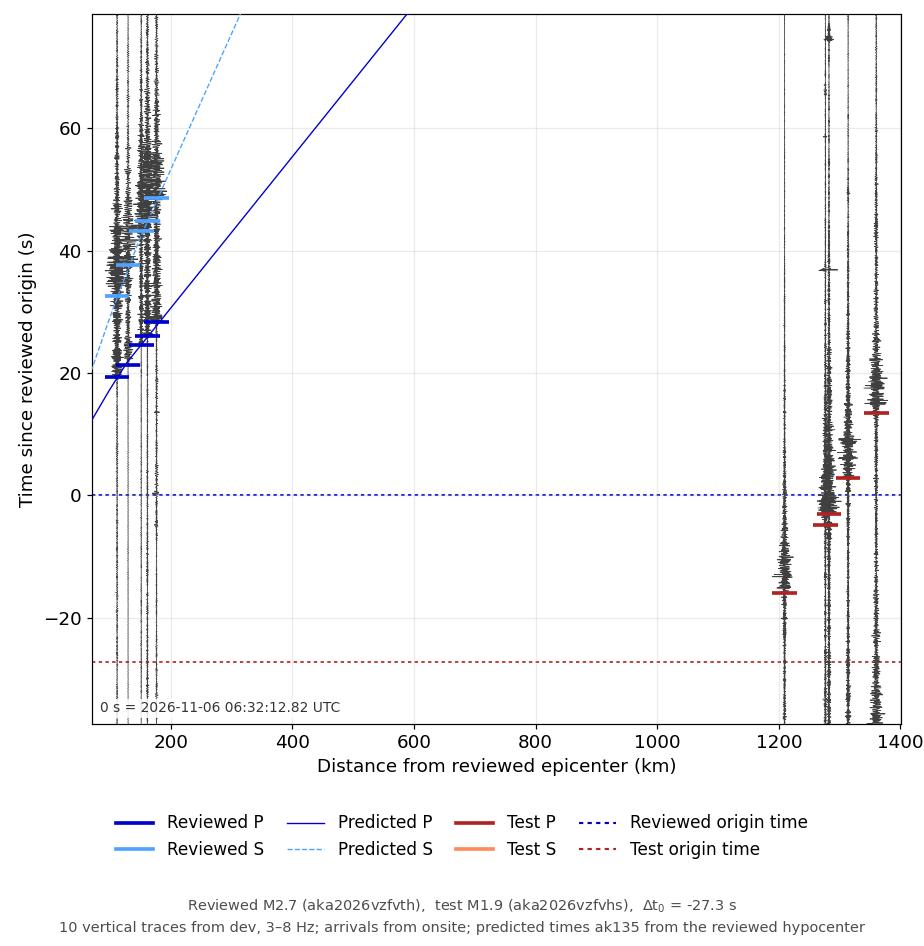 60
40
20
0
−20
Time since reviewed origin (s)
0 s = 2026-11-06 06:32:12.82 UTC
200 400 600 800 1000 1200 1400
Distance from reviewed epicenter (km)
Reviewed P Predicted P Test P Reviewed origin time
Reviewed S Predicted S Test S Test origin time
Reviewed M2.7 (aka2026vzfvth), test M1.9 (aka2026vzfvhs), Δt₀ = -27.3 s
10 vertical traces from dev, 3–8 Hz; arrivals from onsite; predicted times ak135 from the reviewed hypocenter